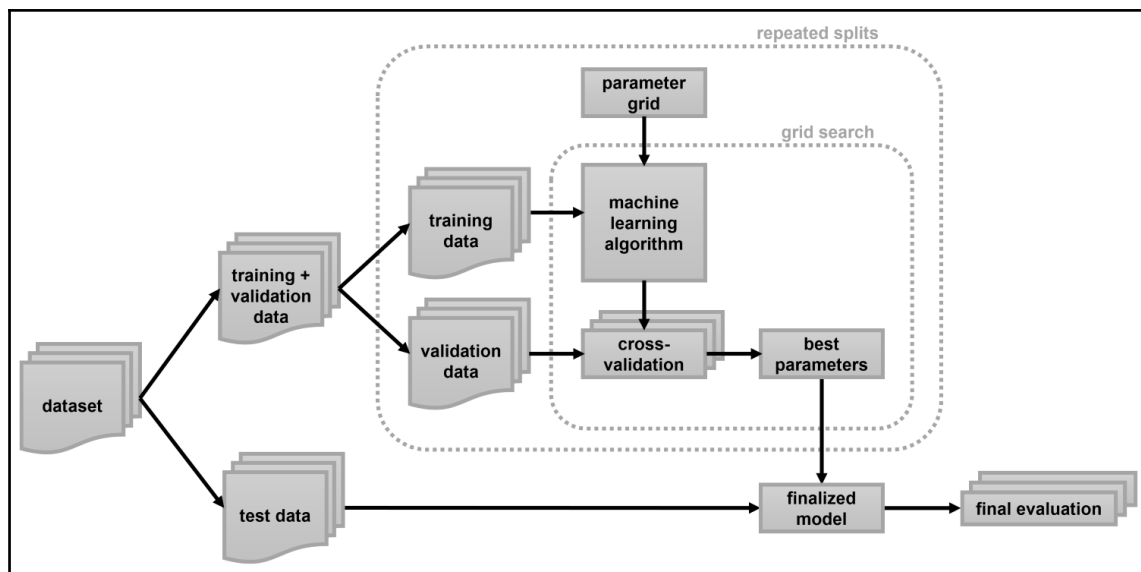 repeated splits
parameter
grid
grid search
machine
learning
algorithm
training
data
training +
validation
data
validation
data
cross-
validation
best
parameters
dataset
test data
finalized
model
final evaluation